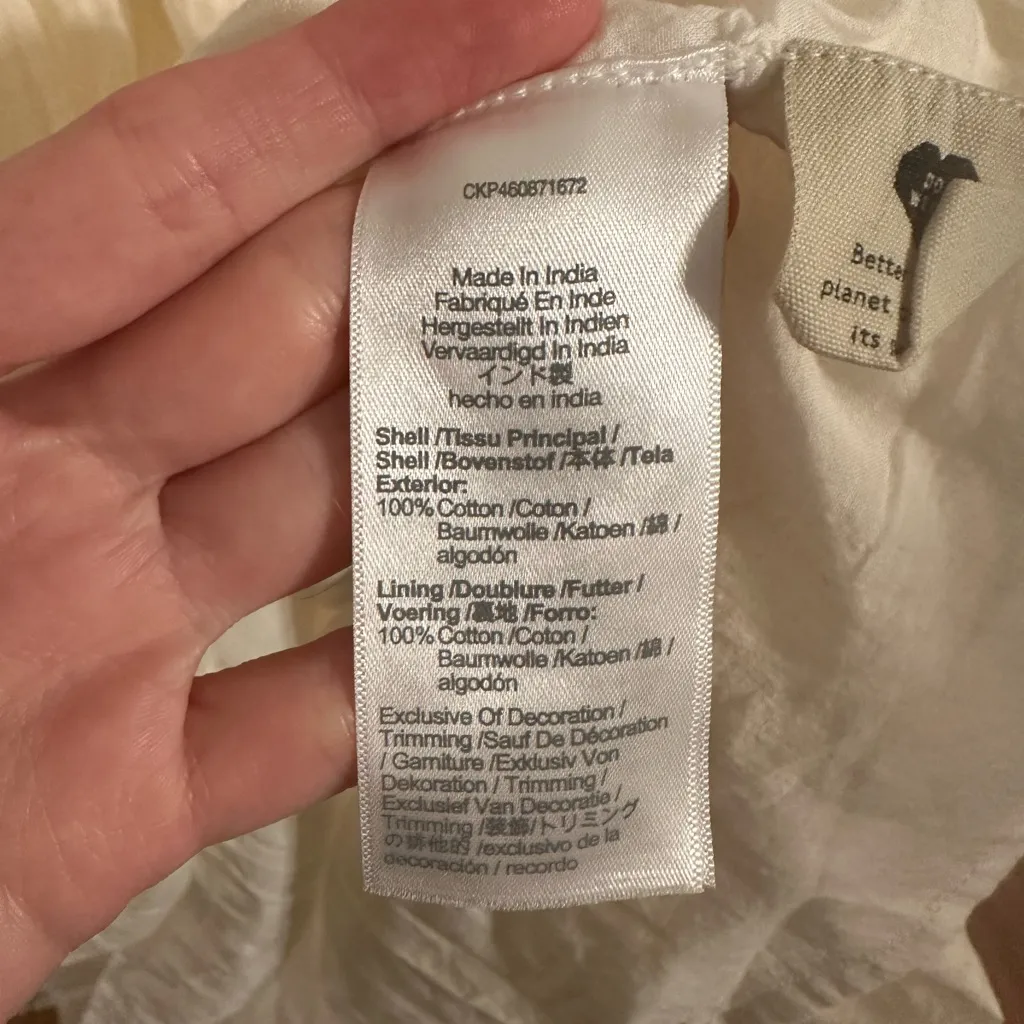 CKP460871672
Made In India
Fabriqué En Inde
Hergestellt In Indien
Vervaardigd In India
インド製
hecho en india
Shell /Tissu Principal /
Shell /Bovenstof /本体 /Tela
Exterior:
100% Cotton /Coton /
Baumwolle /Katoen /綿 /
algodón
Lining /Doublure /Futter /
Voering /裏地 /Forro:
100% Cotton /Coton /
Baumwolle /Katoen /綿 /
algodón
Exclusive Of Decoration /
Trimming /Sauf De Décoration
/ Garniture /Exklusiv Von
Dekoration / Trimming /
Exclusief Van Decoratie /
Trimming /装飾/トリミング
の排他的 /exclusivo de la
decoración / recordo
planet
its